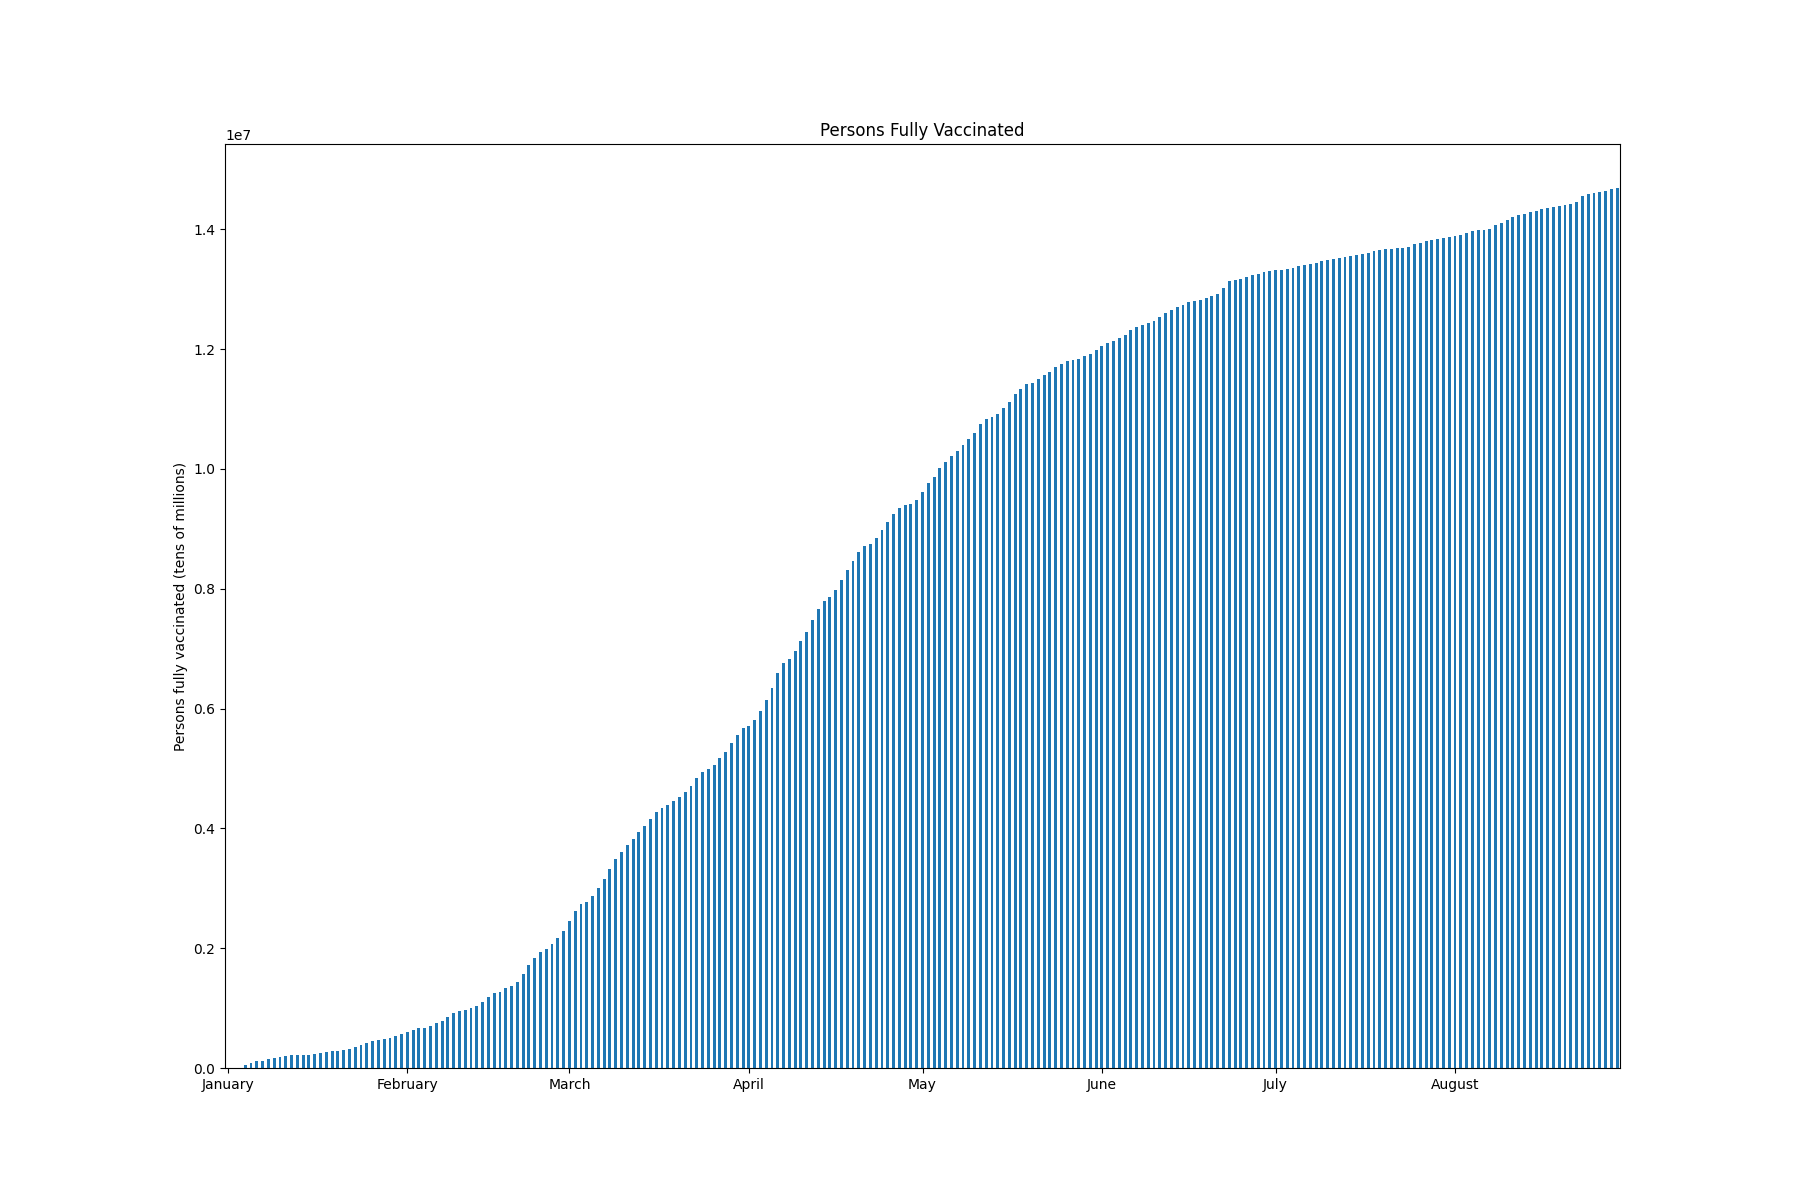 Persons Fully Vaccinated
1e7
1.4
1.2
1.0
0.8
0.6
0.4
0.2
0.0
Persons fully vaccinated (tens of millions)
January February March April May June July August